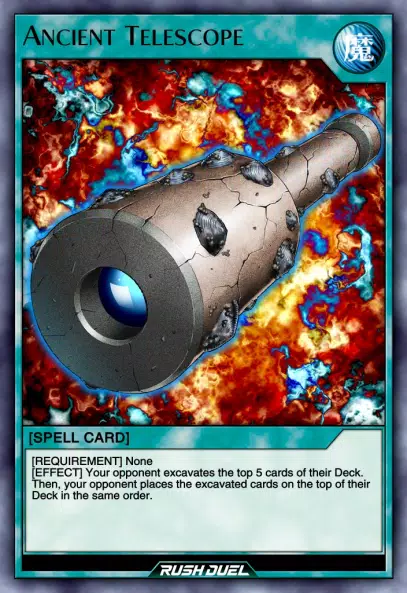 ANCIENT TELESCOPE
魔
[SPELL CARD]
[REQUIREMENT] None
[EFFECT] Your opponent excavates the top 5 cards of their Deck.
Then, your opponent places the excavated cards on the top of their
Deck in the same order.
RUSH DUEL